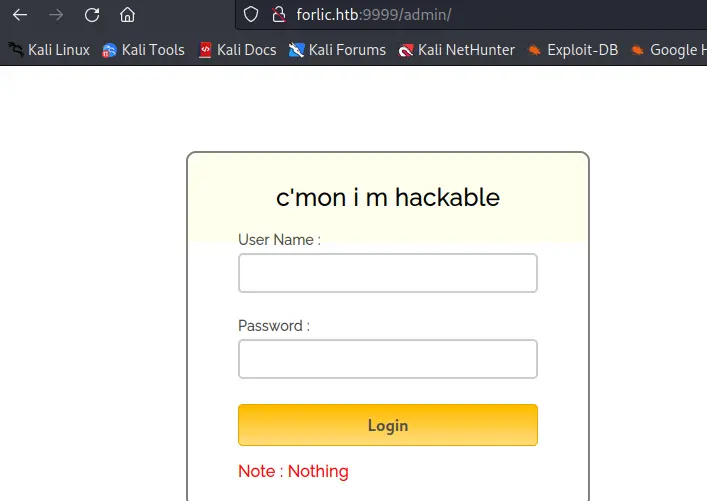 forlic.htb:9999/admin/
Kali Linux Kali Tools Kali Docs Kali Forums Kali NetHunter Exploit-DB Google H
c'mon i m hackable
User Name :
Password :
Login
Note : Nothing